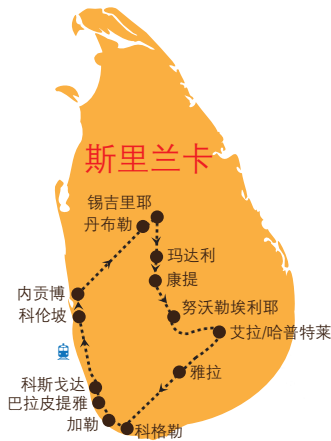 斯里兰卡
锡吉里耶
丹布勒
玛达利
康提
内贡博
科伦坡
努沃勒埃利耶
艾拉/哈普特莱
雅拉
科斯戈达
巴拉皮提雅
加勒
科格勒